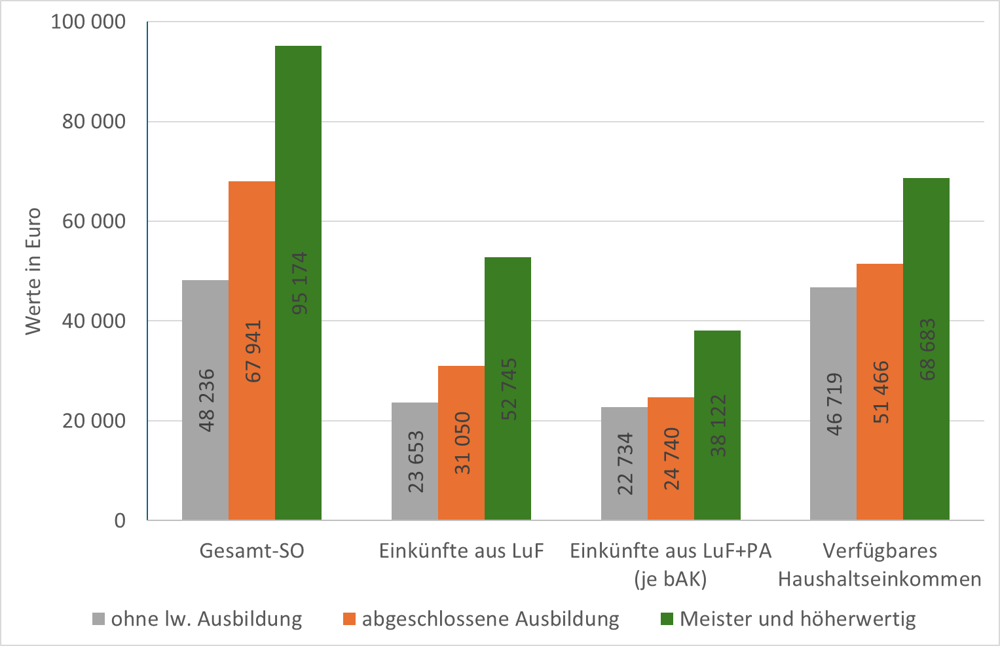 100 000
80 000
60 000
40 000
20 000
0
Werte in Euro
48 236
67 941
95 174
23 653
31 050
52 745
22 734
24 740
38 122
46 719
51 466
68 683
Gesamt-SO
Einkünfte aus LuF
Einkünfte aus LuF+PA
(je bAK)
Verfügbares
Haushaltseinkommen
ohne lw. Ausbildung
abgeschlossene Ausbildung
Meister und höherwertig